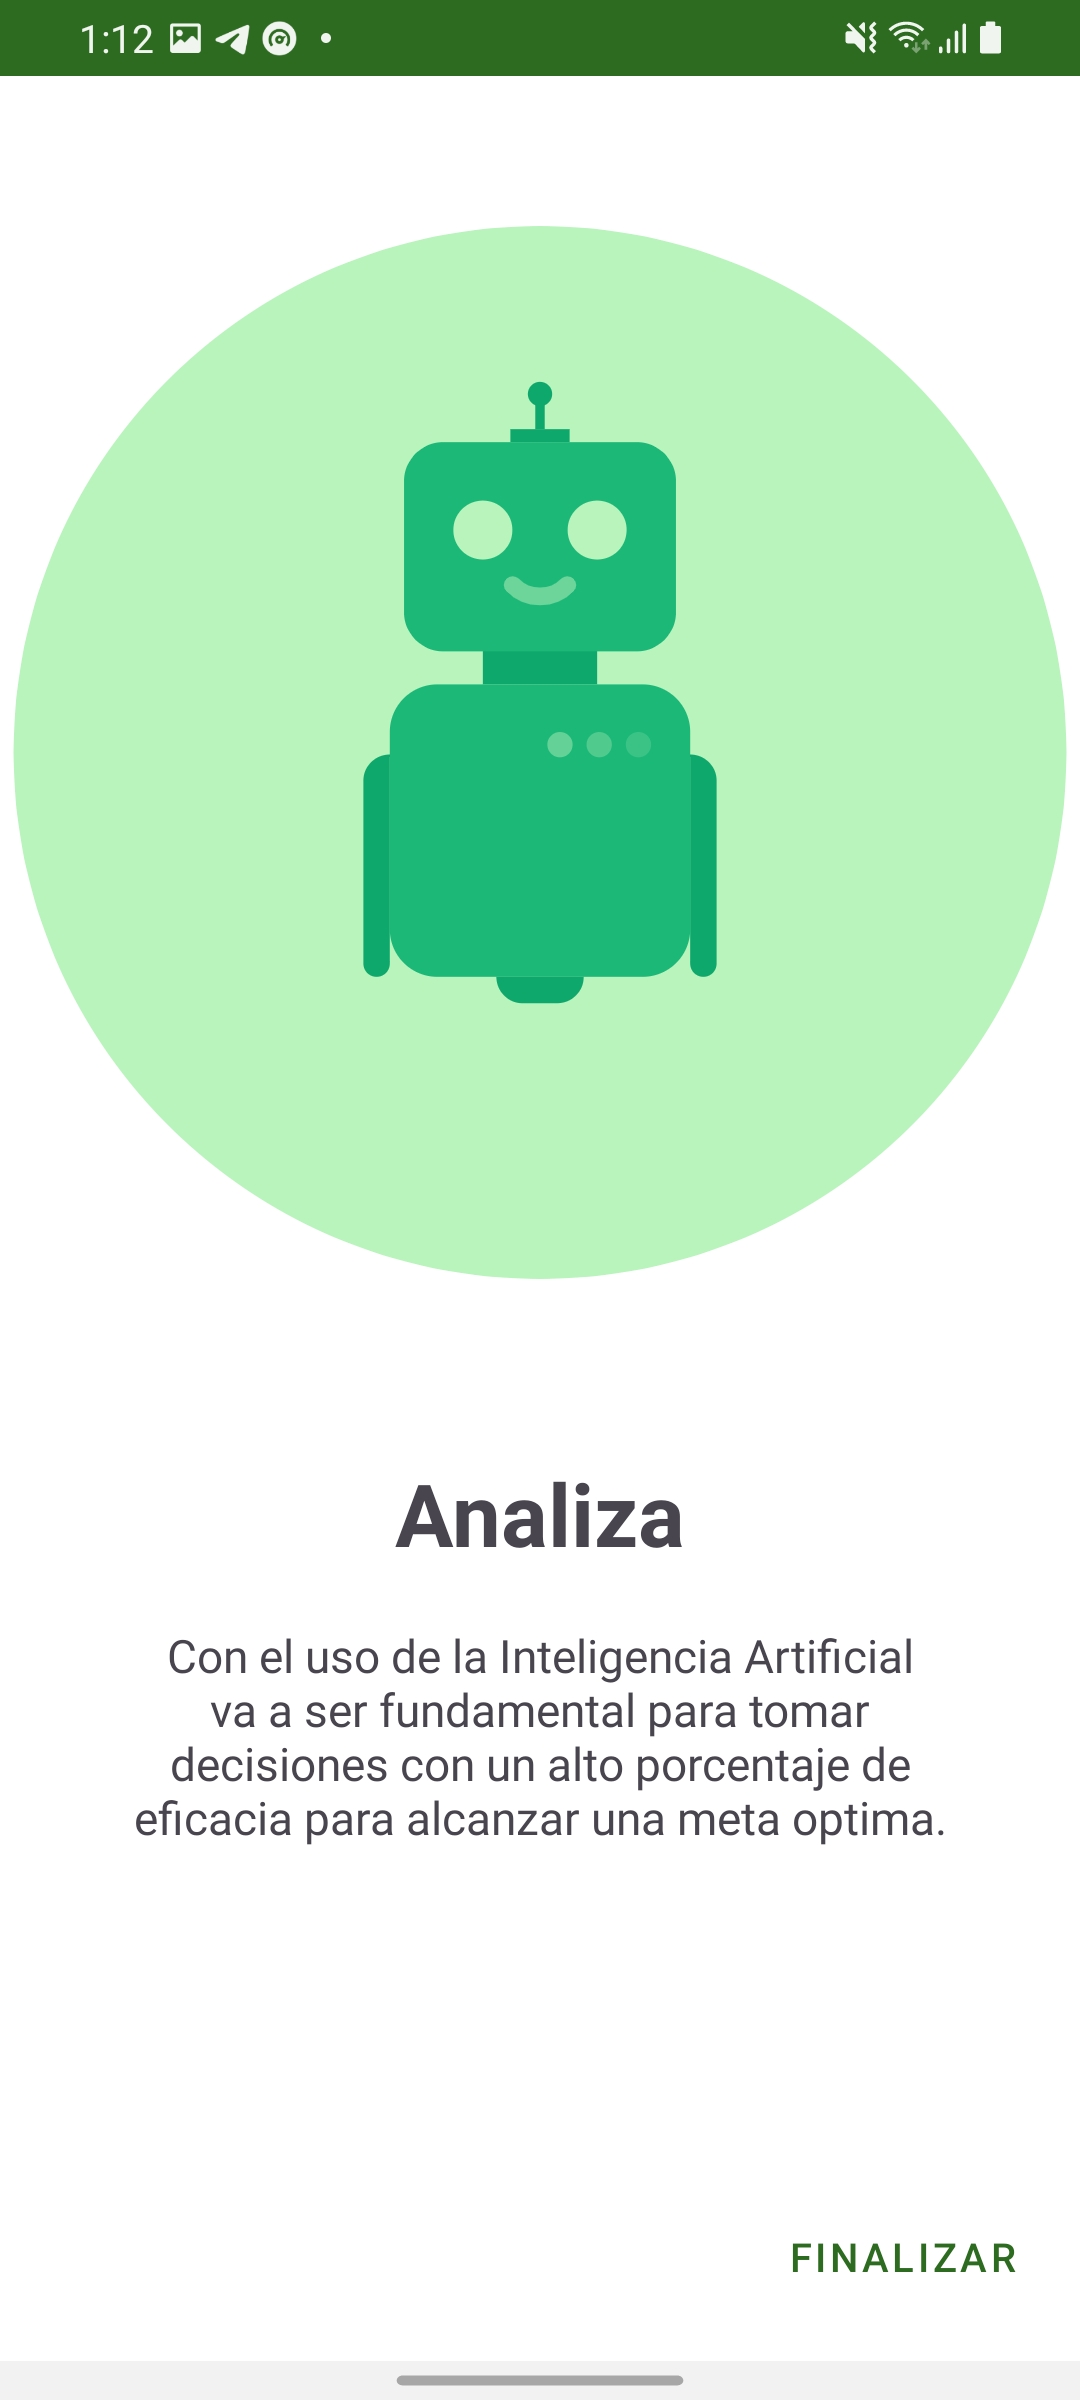 1:12
Analiza
Con el uso de la Inteligencia Artificial
va a ser fundamental para tomar
decisiones con un alto porcentaje de
eficacia para alcanzar una meta optima.
FINALIZAR